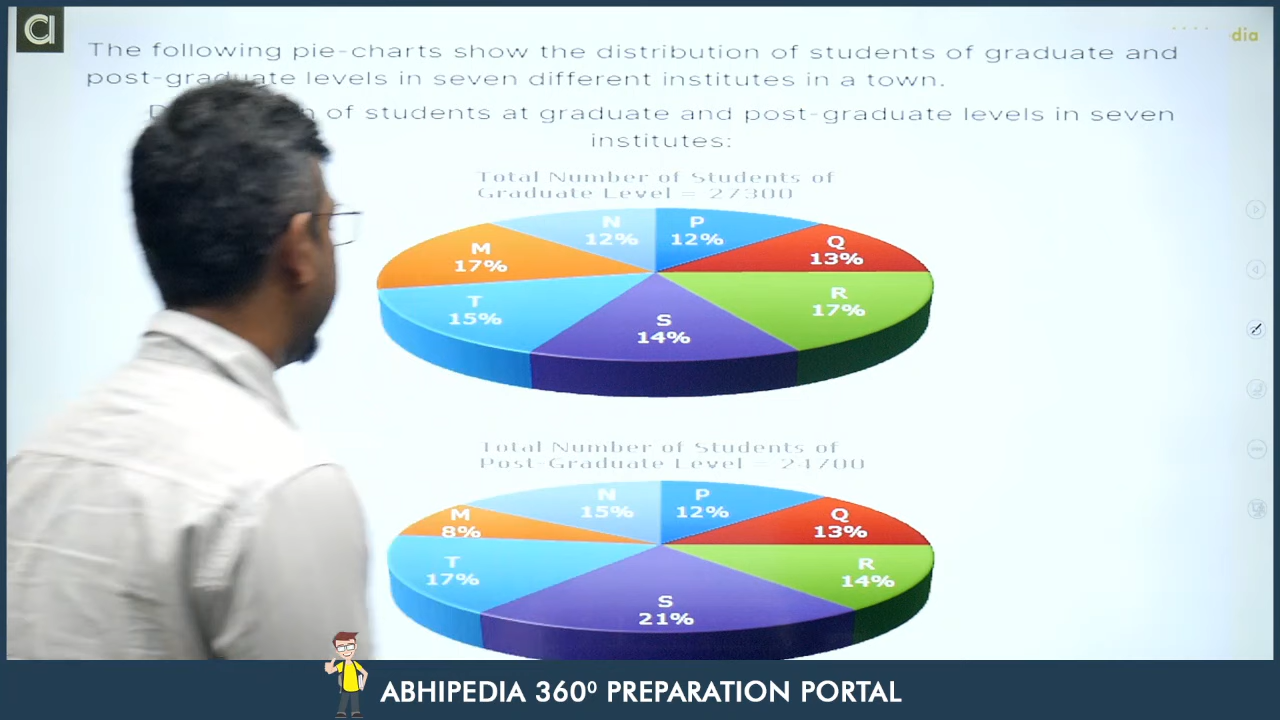 a
dia
The following pie-charts show the distribution of students of graduate and
post-graduate levels in seven different institutes in a town.
of students at graduate and post-graduate levels in seven
institutes:
Total Number of Students of
Graduate Level = 27300
N
12%
P
12%
Q
13%
M
17%
R
17%
T
15%
S
14%
Total Number of Students of
Post-Graduate Level = 24700
N
15%
P
12%
Q
13%
M
8%
R
14%
T
17%
S
21%
ABHIPEDIA 360⁰ PREPARATION PORTAL